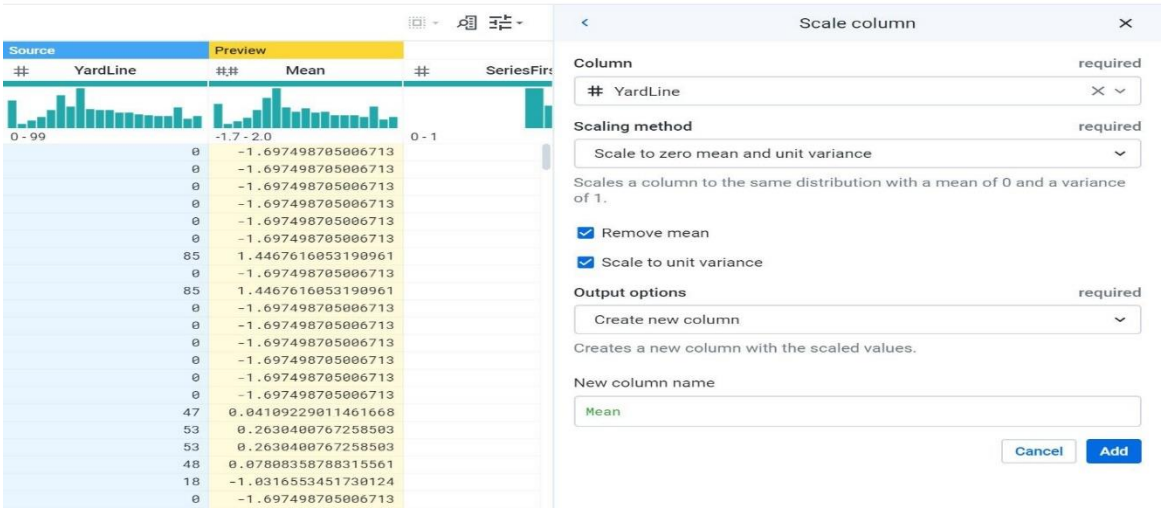 Source Preview
# YardLine ## Mean # SeriesFirs
0 - 99 -1.7 - 2.0 0 - 1
0 -1.697498705006713
0 -1.697498705006713
0 -1.697498705006713
0 -1.697498705006713
0 -1.697498705006713
0 -1.697498705006713
85 1.4467616053190961
0 -1.697498705006713
85 1.4467616053190961
0 -1.697498705006713
0 -1.697498705006713
0 -1.697498705006713
0 -1.697498705006713
0 -1.697498705006713
0 -1.697498705006713
47 0.04109229011461668
53 0.2630400767258503
53 0.2630400767258503
48 0.07808358788315561
18 -1.0316553451730124
0 -1.697498705006713
Scale column
Column required
# YardLine
Scaling method required
Scale to zero mean and unit variance
Scales a column to the same distribution with a mean of 0 and a variance
of 1.
Remove mean
Scale to unit variance
Output options required
Create new column
Creates a new column with the scaled values.
New column name
Mean
Cancel Add